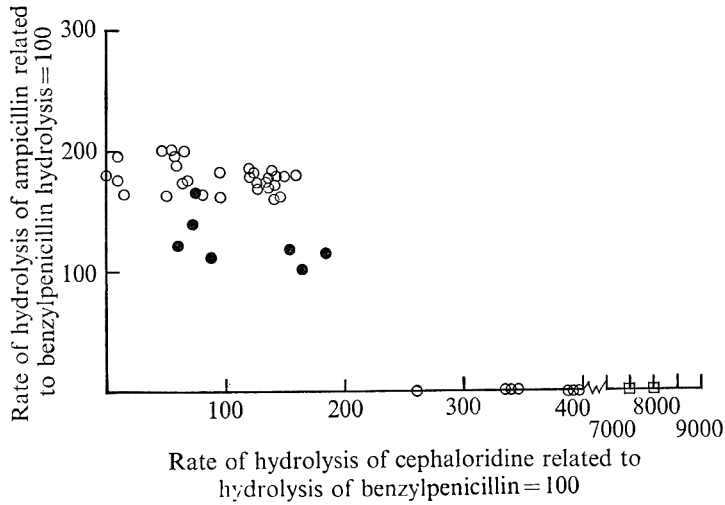 Rate of hydrolysis of ampicillin related
to benzylpenicillin hydrolysis=100
300
200
100
100
200
300
400
7000
8000
9000
Rate of hydrolysis of cephaloridine related to
hydrolysis of benzylpenicillin=100